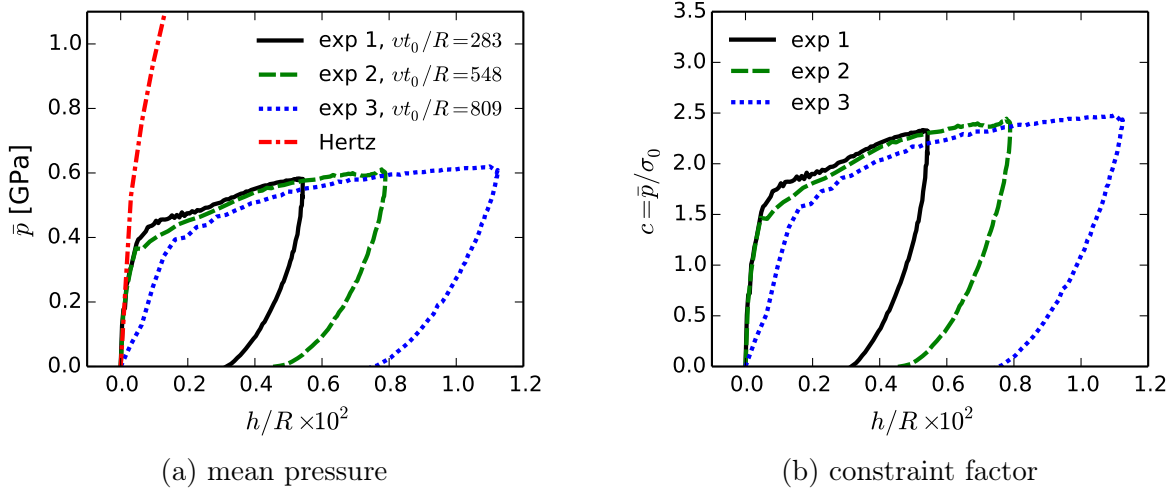 1.0
0.8
0.6
0.4
0.2
0.0
p̄ [GPa]
exp 1, vt₀/R=283
exp 2, vt₀/R=548
exp 3, vt₀/R=809
Hertz
0.0 0.2 0.4 0.6 0.8 1.0 1.2
h/R ×10²
(a) mean pressure
3.5
3.0
2.5
2.0
1.5
1.0
0.5
0.0
c=p̄/σ₀
exp 1
exp 2
exp 3
0.0 0.2 0.4 0.6 0.8 1.0 1.2
h/R ×10²
(b) constraint factor